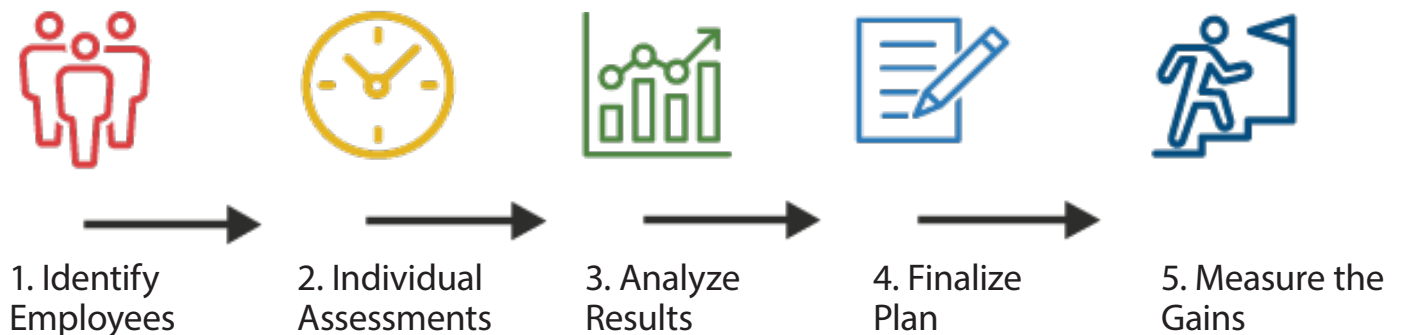 1. Identify
Employees
2. Individual
Assessments
3. Analyze
Results
4. Finalize
Plan
5. Measure the
Gains